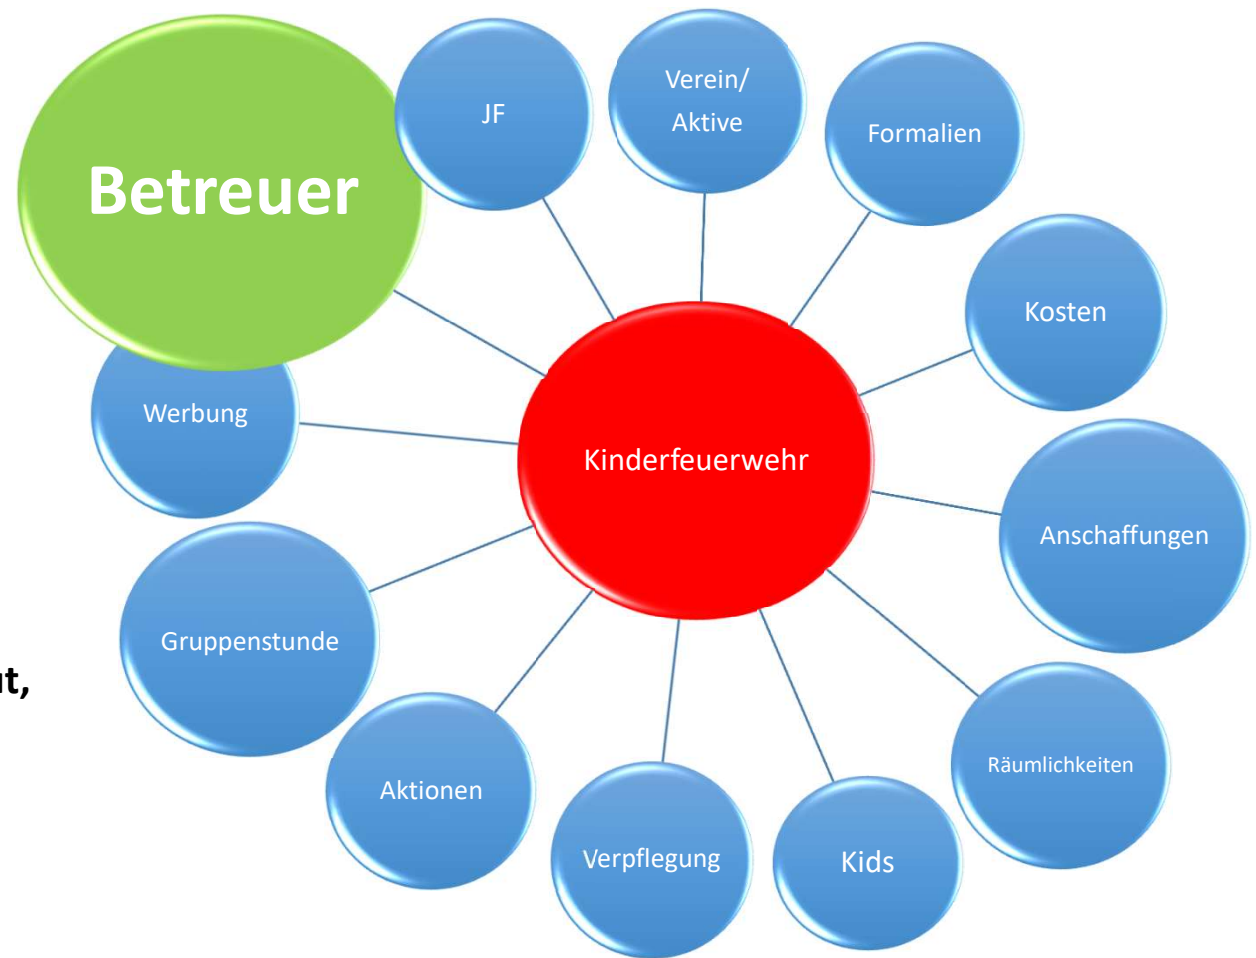 JF
Verein/
Aktive
Formalien
Betreuer
Kosten
Werbung
Kinderfeuerwehr
Anschaffungen
Gruppenstunde
Räumlichkeiten
Aktionen
Verpflegung
Kids